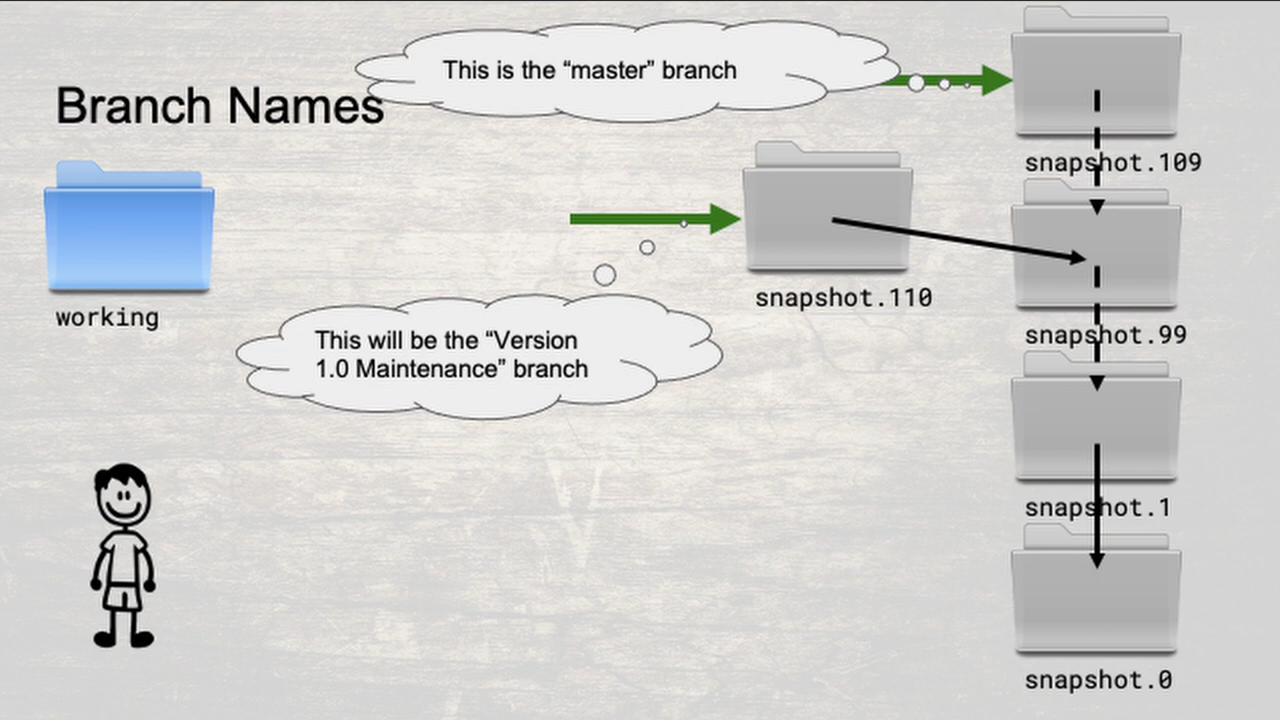 This is the “master” branch
Branch Names
snapshot.109
working
snapshot.110
snapshot.99
This will be the “Version
1.0 Maintenance” branch
snapshot.1
snapshot.0